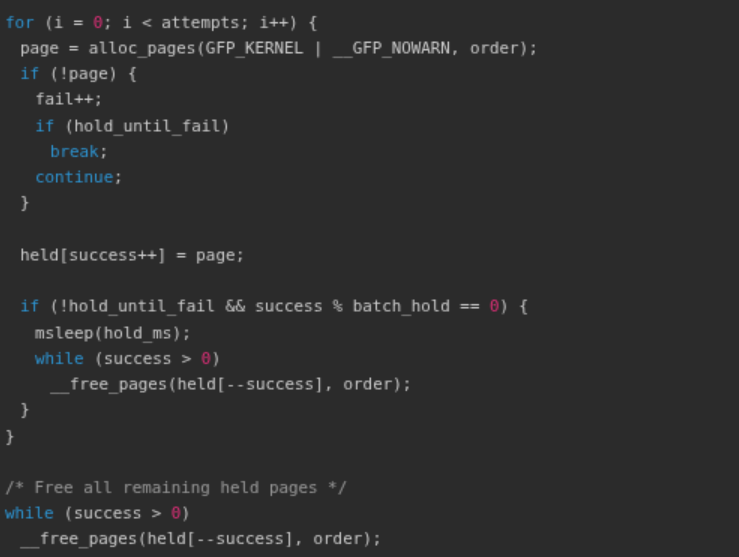 for (i = 0; i < attempts; i++) {
  page = alloc_pages(GFP_KERNEL | __GFP_NOWARN, order);
  if (!page) {
    fail++;
    if (hold_until_fail)
      break;
    continue;
  }

  held[success++] = page;

  if (!hold_until_fail && success % batch_hold == 0) {
    msleep(hold_ms);
    while (success > 0)
      __free_pages(held[--success], order);
  }
}

/* Free all remaining held pages */
while (success > 0)
  __free_pages(held[--success], order);